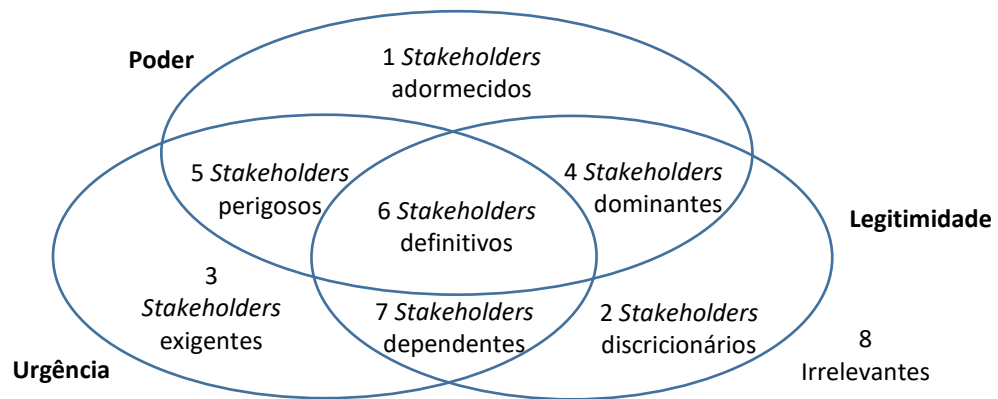 Poder
1 Stakeholders
adormecidos
5 Stakeholders
perigosos
4 Stakeholders
dominantes
6 Stakeholders
definitivos
Legitimidade
3
Stakeholders
exigentes
7 Stakeholders
dependentes
2 Stakeholders
discricionários
8
Irrelevantes
Urgência